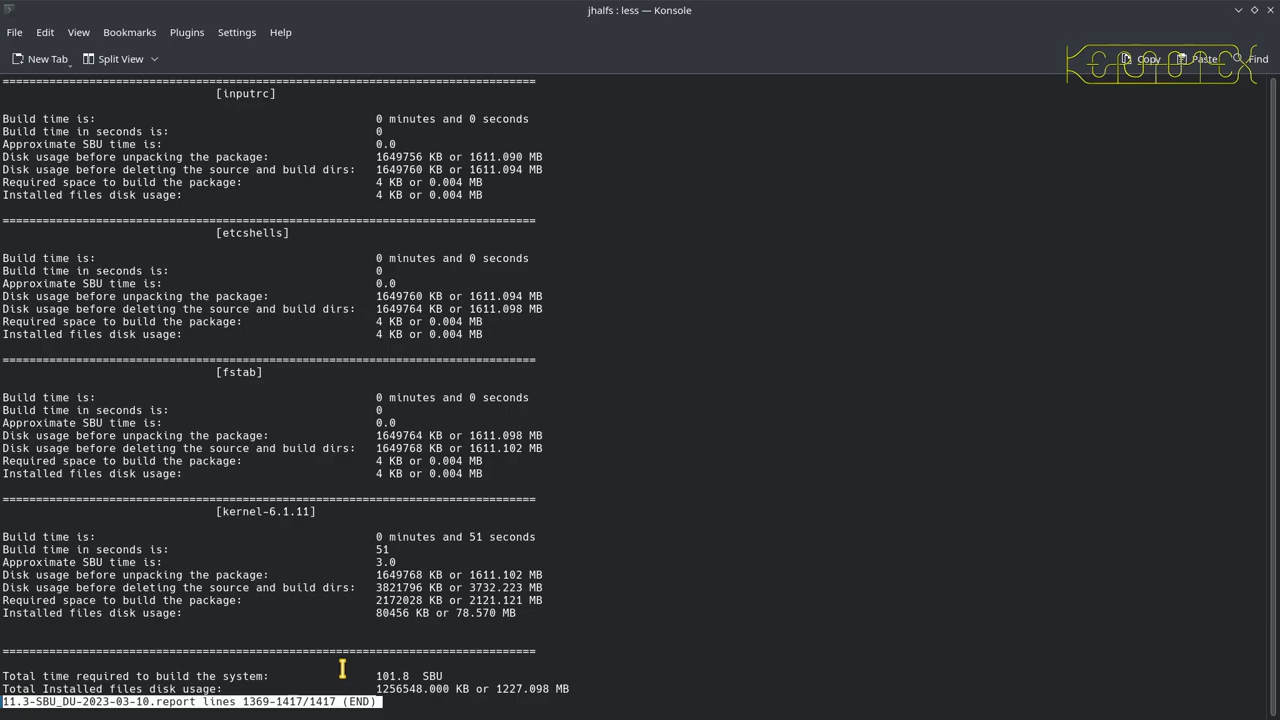 jhalfs : less — Konsole
File Edit View Bookmarks Plugins Settings Help
New Tab Split View Copy Paste Find
================================================================================
[inputrc]
Build time is: 0 minutes and 0 seconds
Build time in seconds is: 0
Approximate SBU time is: 0.0
Disk usage before unpacking the package: 1649756 KB or 1611.090 MB
Disk usage before deleting the source and build dirs: 1649760 KB or 1611.094 MB
Required space to build the package: 4 KB or 0.004 MB
Installed files disk usage: 4 KB or 0.004 MB
================================================================================
[etcshells]
Build time is: 0 minutes and 0 seconds
Build time in seconds is: 0
Approximate SBU time is: 0.0
Disk usage before unpacking the package: 1649760 KB or 1611.094 MB
Disk usage before deleting the source and build dirs: 1649764 KB or 1611.098 MB
Required space to build the package: 4 KB or 0.004 MB
Installed files disk usage: 4 KB or 0.004 MB
================================================================================
[fstab]
Build time is: 0 minutes and 0 seconds
Build time in seconds is: 0
Approximate SBU time is: 0.0
Disk usage before unpacking the package: 1649764 KB or 1611.098 MB
Disk usage before deleting the source and build dirs: 1649768 KB or 1611.102 MB
Required space to build the package: 4 KB or 0.004 MB
Installed files disk usage: 4 KB or 0.004 MB
================================================================================
[kernel-6.1.11]
Build time is: 0 minutes and 51 seconds
Build time in seconds is: 51
Approximate SBU time is: 3.0
Disk usage before unpacking the package: 1649768 KB or 1611.102 MB
Disk usage before deleting the source and build dirs: 3821796 KB or 3732.223 MB
Required space to build the package: 2172028 KB or 2121.121 MB
Installed files disk usage: 80456 KB or 78.570 MB
================================================================================
Total time required to build the system: 101.8 SBU
Total Installed files disk usage: 1256548.000 KB or 1227.098 MB
11.3-SBU_DU-2023-03-10.report lines 1369-1417/1417 (END)